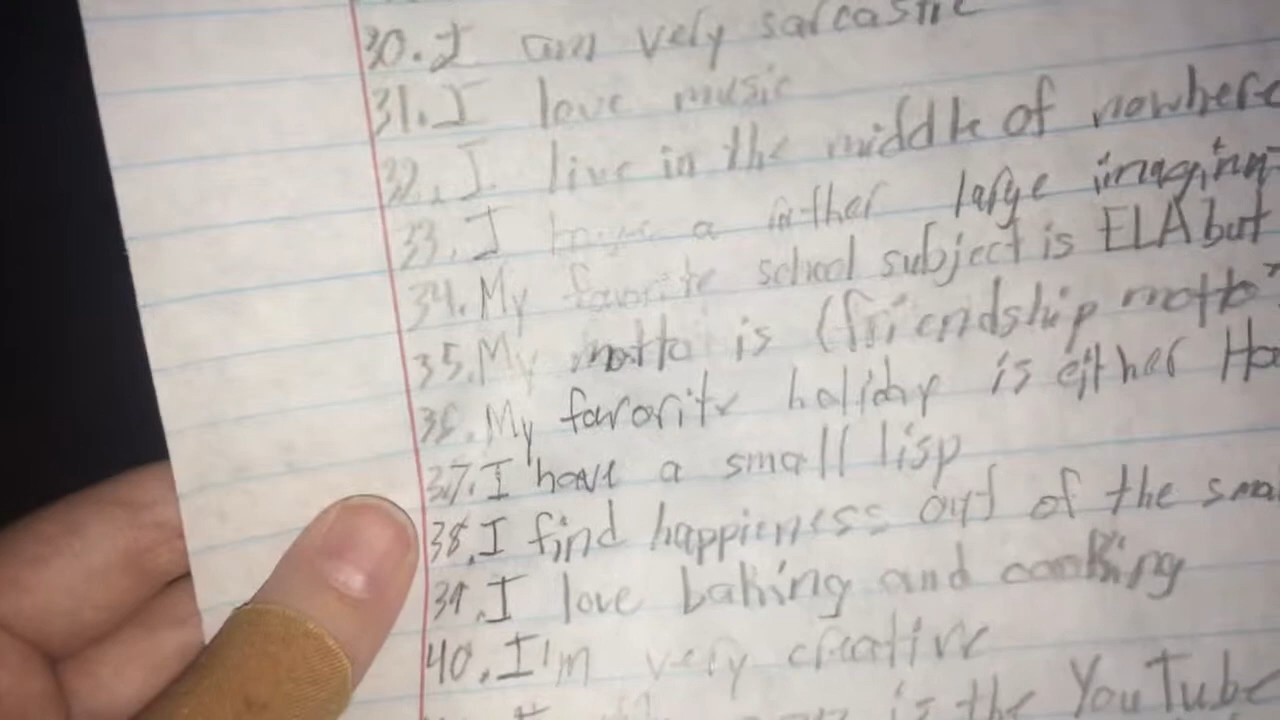 30. I am very sarcastic
31. I love music
32. I live in the middle of nowhere
33. I have a rather large imaginn
34. My favorite school subject is ELA but
35. My motto is (friendship motto"
36. My favorite holiday is either Ha
37. I have a small lisp
38. I find happieness out of the smal
39. I love baking and cooking
40. I'm very creative
is the YouTube